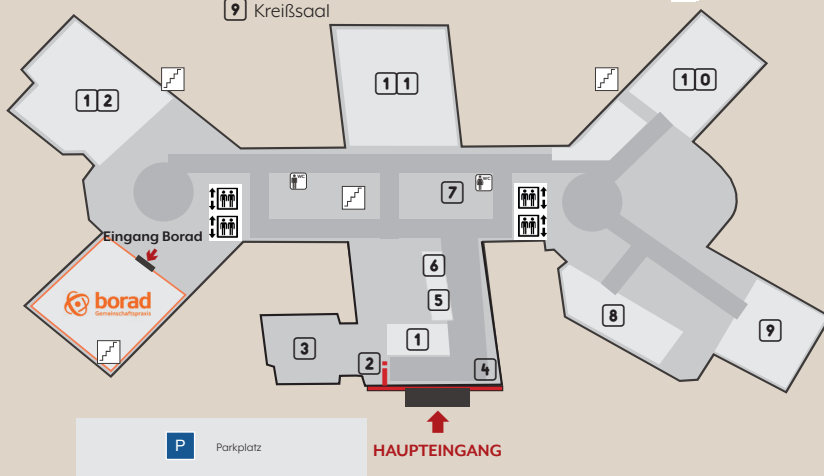 9 Kreißsaal
12
11
10
WC
WC
7
Eingang Borad
borad
Gemeinschaftspraxis
6
5
8
9
1
3
2
i
4
P Parkplatz
HAUPTEINGANG